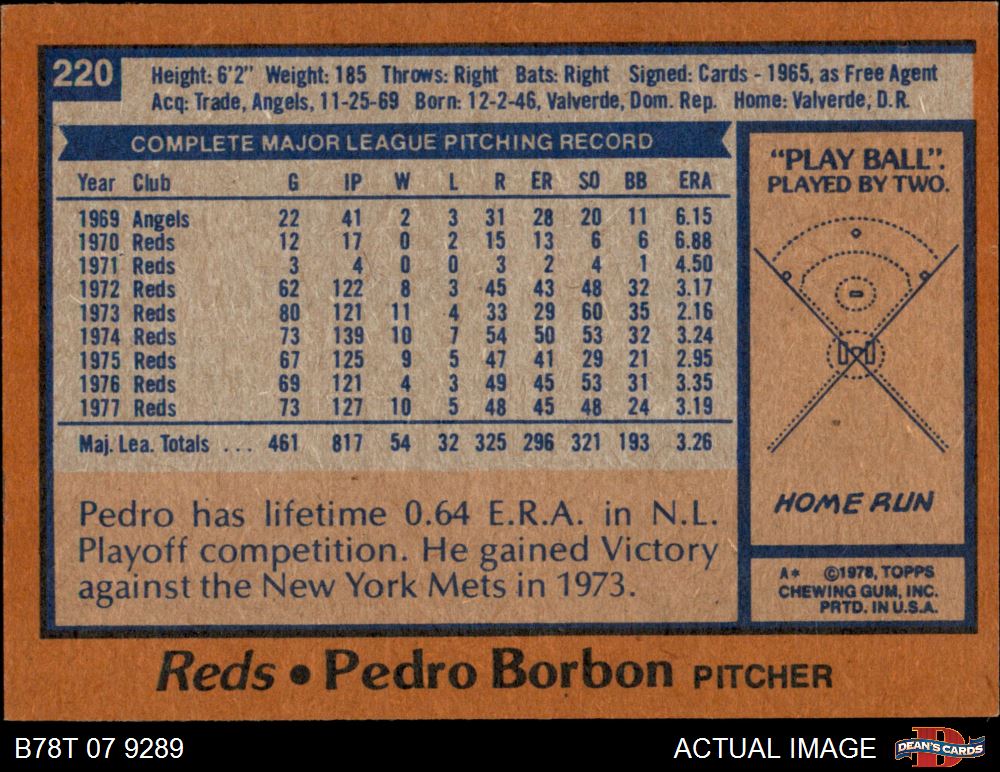 220
Height: 6'2" Weight: 185 Throws: Right Bats: Right Signed: Cards - 1965, as Free Agent
Acq: Trade, Angels, 11-25-69 Born: 12-2-46, Valverde, Dom. Rep. Home: Valverde, D.R.
COMPLETE MAJOR LEAGUE PITCHING RECORD
Year Club G IP W L R ER SO BB ERA
1969 Angels 22 41 2 3 31 28 20 11 6.15
1970 Reds 12 17 0 2 15 13 6 6 6.88
1971 Reds 3 4 0 0 3 2 4 1 4.50
1972 Reds 62 122 8 3 45 43 48 32 3.17
1973 Reds 80 121 11 4 33 29 60 35 2.16
1974 Reds 73 139 10 7 54 50 53 32 3.24
1975 Reds 67 125 9 5 47 41 29 21 2.95
1976 Reds 69 121 4 3 49 45 53 31 3.35
1977 Reds 73 127 10 5 48 45 48 24 3.19
Maj. Lea. Totals ... 461 817 54 32 325 296 321 193 3.26
Pedro has lifetime 0.64 E.R.A. in N.L.
Playoff competition. He gained Victory
against the New York Mets in 1973.
"PLAY BALL".
PLAYED BY TWO.
HOME RUN
A* ©1978, TOPPS
CHEWING GUM, INC.
PRTD. IN U.S.A.
Reds • Pedro Borbon PITCHER
B78T 07 9289
ACTUAL IMAGE
DEAN'S CARDS